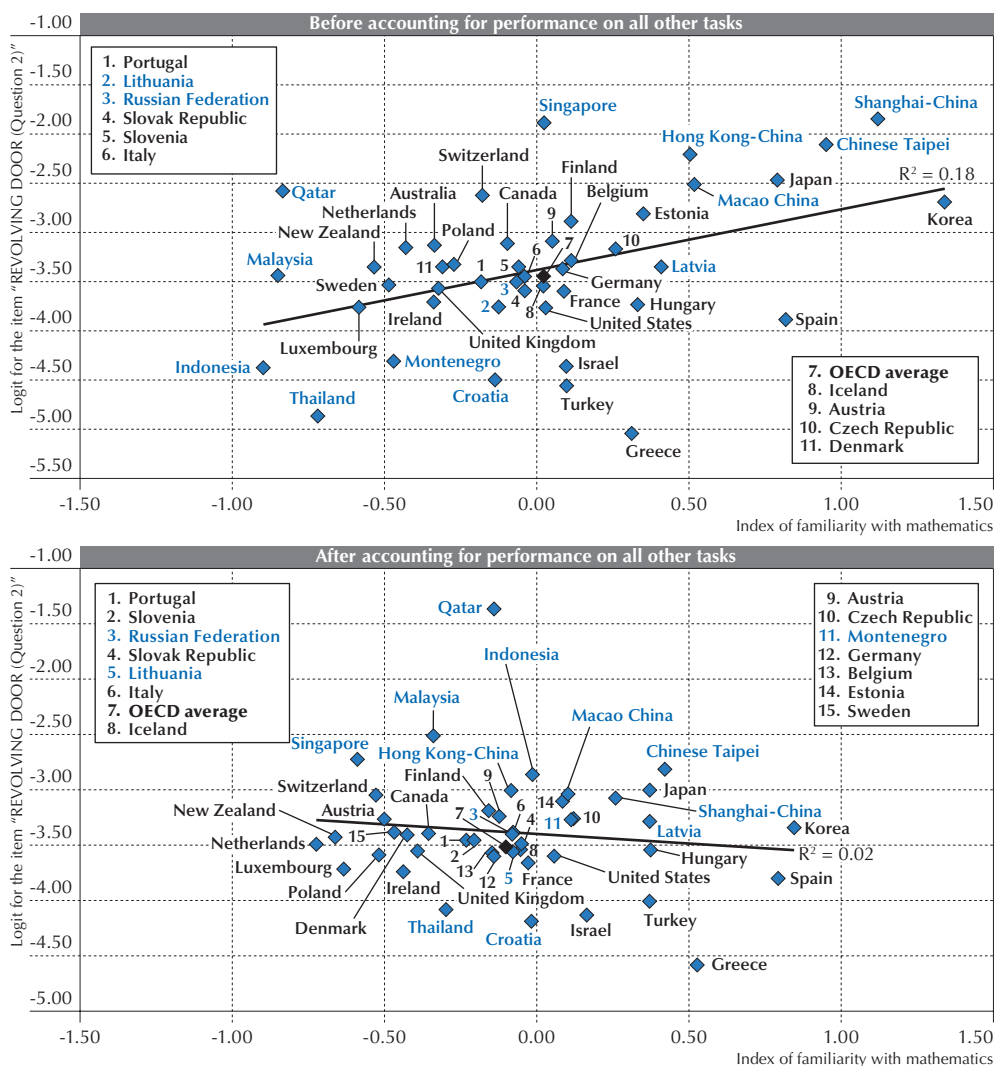 Before accounting for performance on all other tasks
Logit for the item “REVOLVING DOOR (Question 2)”
-1.00
-1.50
-2.00
-2.50
-3.00
-3.50
-4.00
-4.50
-5.00
-5.50
1. Portugal
2. Lithuania
3. Russian Federation
4. Slovak Republic
5. Slovenia
6. Italy
Singapore
Shanghai-China
Hong Kong-China
Chinese Taipei
Switzerland
Finland
Qatar
Australia
Canada
Belgium
Macao China
Japan
R² = 0.18
Netherlands
9
7
Estonia
Korea
New Zealand
Poland
6
10
Malaysia
11
1
5
Latvia
Sweden
3
Germany
2
4
8
France
Hungary
Ireland
United States
Spain
Luxembourg
United Kingdom
Indonesia
Montenegro
Israel
Thailand
Croatia
Turkey
Greece
7. OECD average
8. Iceland
9. Austria
10. Czech Republic
11. Denmark
-1.50
-1.00
-0.50
0.00
0.50
1.00
1.50
Index of familiarity with mathematics
After accounting for performance on all other tasks
Logit for the item “REVOLVING DOOR (Question 2)”
-1.00
-1.50
-2.00
-2.50
-3.00
-3.50
-4.00
-4.50
-5.00
1. Portugal
2. Slovenia
3. Russian Federation
4. Slovak Republic
5. Lithuania
6. Italy
7. OECD average
8. Iceland
9. Austria
10. Czech Republic
11. Montenegro
12. Germany
13. Belgium
14. Estonia
15. Sweden
Qatar
Indonesia
Malaysia
Macao China
Singapore
Hong Kong-China
Chinese Taipei
Switzerland
Finland
9
Japan
New Zealand
Austria
Canada
7
3
6
4
14
11
10
Shanghai-China
Latvia
Korea
Netherlands
15
1
2
8
Hungary
R² = 0.02
Luxembourg
13
12
5
France
United States
Spain
Poland
Ireland
United Kingdom
Denmark
Thailand
Croatia
Israel
Turkey
Greece
-1.50
-1.00
-0.50
0.00
0.50
1.00
1.50
Index of familiarity with mathematics